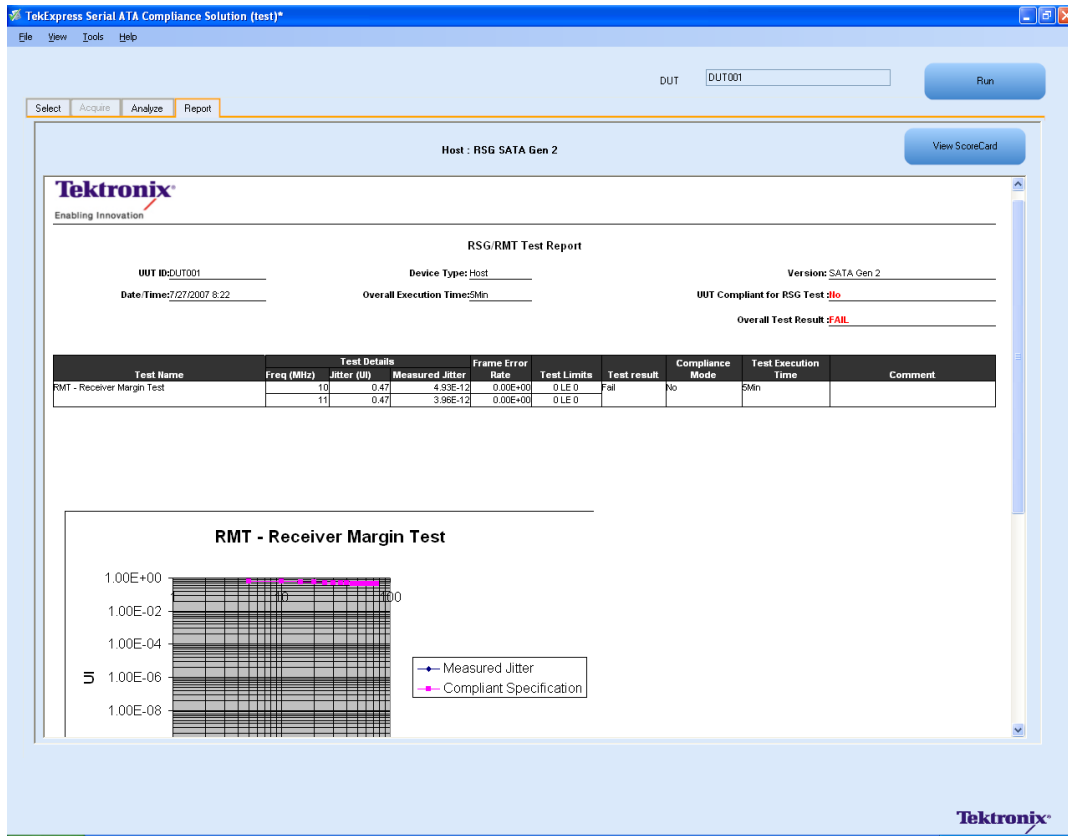 TekExpress Serial ATA Compliance Solution (test)*
File View Tools Help
DUT DUT001 Run
Select Acquire Analyze Report
Host : RSG SATA Gen 2 View ScoreCard
Tektronix
Enabling Innovation
RSG/RMT Test Report
UUT ID:DUT001 Device Type: Host Version: SATA Gen 2
Date/Time:7/27/2007 8:22 Overall Execution Time:5Min UUT Compliant for RSG Test :No
Overall Test Result :FAIL
Test Details Frame Error Compliance Test Execution
Test Name Freq (MHz) Jitter (UI) Measured Jitter Rate Test Limits Test result Mode Time Comment
RMT - Receiver Margin Test 10 0.47 4.93E-12 0.00E+00 0 LE 0 Fail No 5Min
11 0.47 3.96E-12 0.00E+00 0 LE 0
RMT - Receiver Margin Test
1.00E+00
1 10 100
1.00E-02
1.00E-04
UI 1.00E-06
1.00E-08
Measured Jitter
Compliant Specification
Tektronix